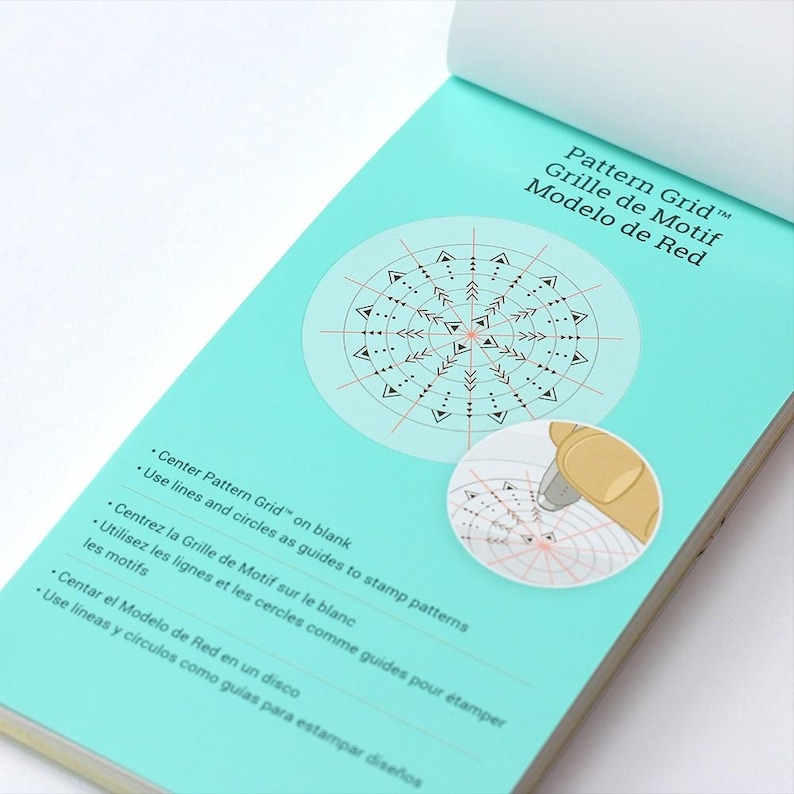 Pattern Grid™
Grille de Motif
Modelo de Red
• Center Pattern Grid™ on blank
• Use lines and circles as guides to stamp patterns
• Centrez la Grille de Motif sur le blanc
• Utilisez les lignes et les cercles comme guides pour étamper
les motifs
• Centar el Modelo de Red en un disco
• Use líneas y círculos como guías para estampar diseños